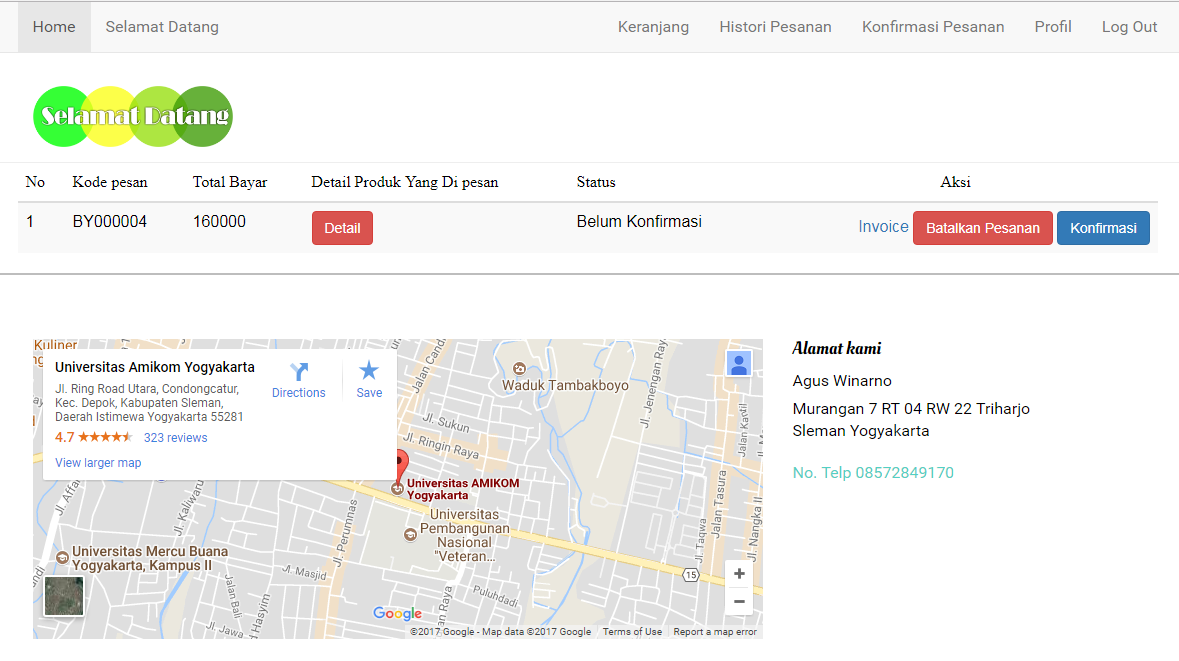 Home Selamat Datang Keranjang Histori Pesanan Konfirmasi Pesanan Profil Log Out
Selamat Datang
No Kode pesan Total Bayar Detail Produk Yang Di pesan Status Aksi
1 BY000004 160000 Detail Belum Konfirmasi Invoice Batalkan Pesanan Konfirmasi
Kuliner
Universitas Amikom Yogyakarta
Jl. Ring Road Utara, Condongcatur,
Kec. Depok, Kabupaten Sleman,
Daerah Istimewa Yogyakarta 55281
4.7 323 reviews
View larger map
Directions
Save
Jalan Cand
Waduk Tambakboyo
Jl. Jenengan Ray
Jl. Sukun
Jl. Ringin Raya
Jalan Kawil
Universitas AMIKOM
Yogyakarta
Universitas
Pembangunan
Nasional
"Veteran...
Jl. Affa
Jl. Kaliwaru
Jl. Perumnas
Jalan Tasura
Jl. Taqwa
Jl. Nangka II
Universitas Mercu Buana
Yogyakarta, Kampus II
Jl. Masjid
Jalan Bali
Jl. Jawa
Hasyim
Puluhdadi
Raya
15
+
−
Google
©2017 Google - Map data ©2017 Google Terms of Use Report a map error
Alamat kami
Agus Winarno
Murangan 7 RT 04 RW 22 Triharjo
Sleman Yogyakarta
No. Telp 08572849170